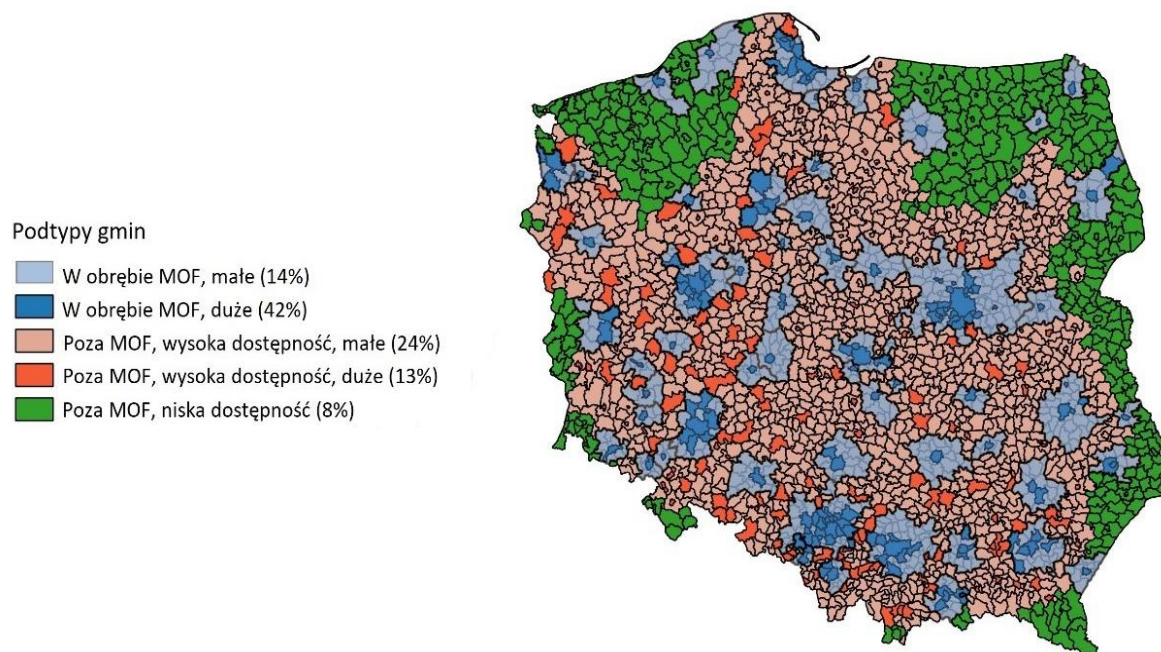 Podtypy gmin
W obrębie MOF, małe (14%)
W obrębie MOF, duże (42%)
Poza MOF, wysoka dostępność, małe (24%)
Poza MOF, wysoka dostępność, duże (13%)
Poza MOF, niska dostępność (8%)